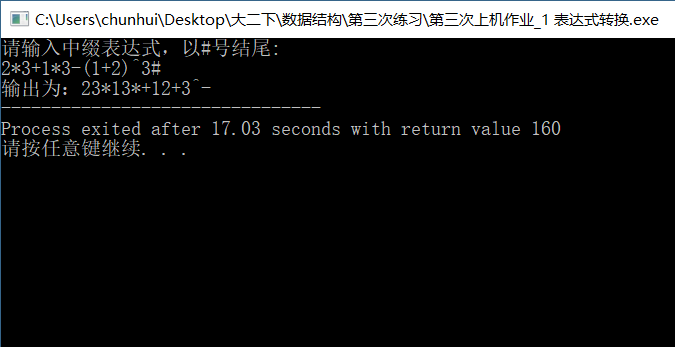 C:\Users\chunhui\Desktop\大二下\数据结构\第三次练习\第三次上机作业_1 表达式转换.exe
请输入中缀表达式，以#号结尾:
2*3+1*3-(1+2)^3#
输出为：23*13*+12+3^-
--------------------------------
Process exited after 17.03 seconds with return value 160
请按任意键继续. . .